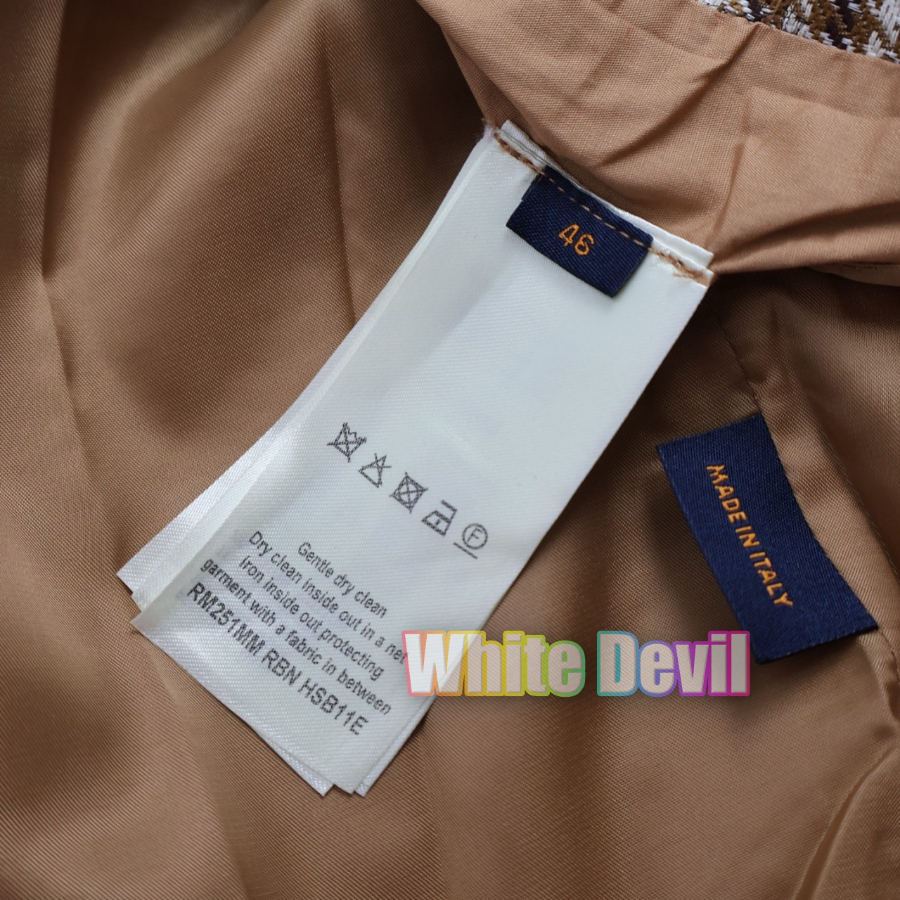 46
F
Gentle dry clean
Dry clean inside out in a net
Iron inside out protecting
garment with a fabric in between
RM251MM RBN HSB11E
MADE IN ITALY
White Devil